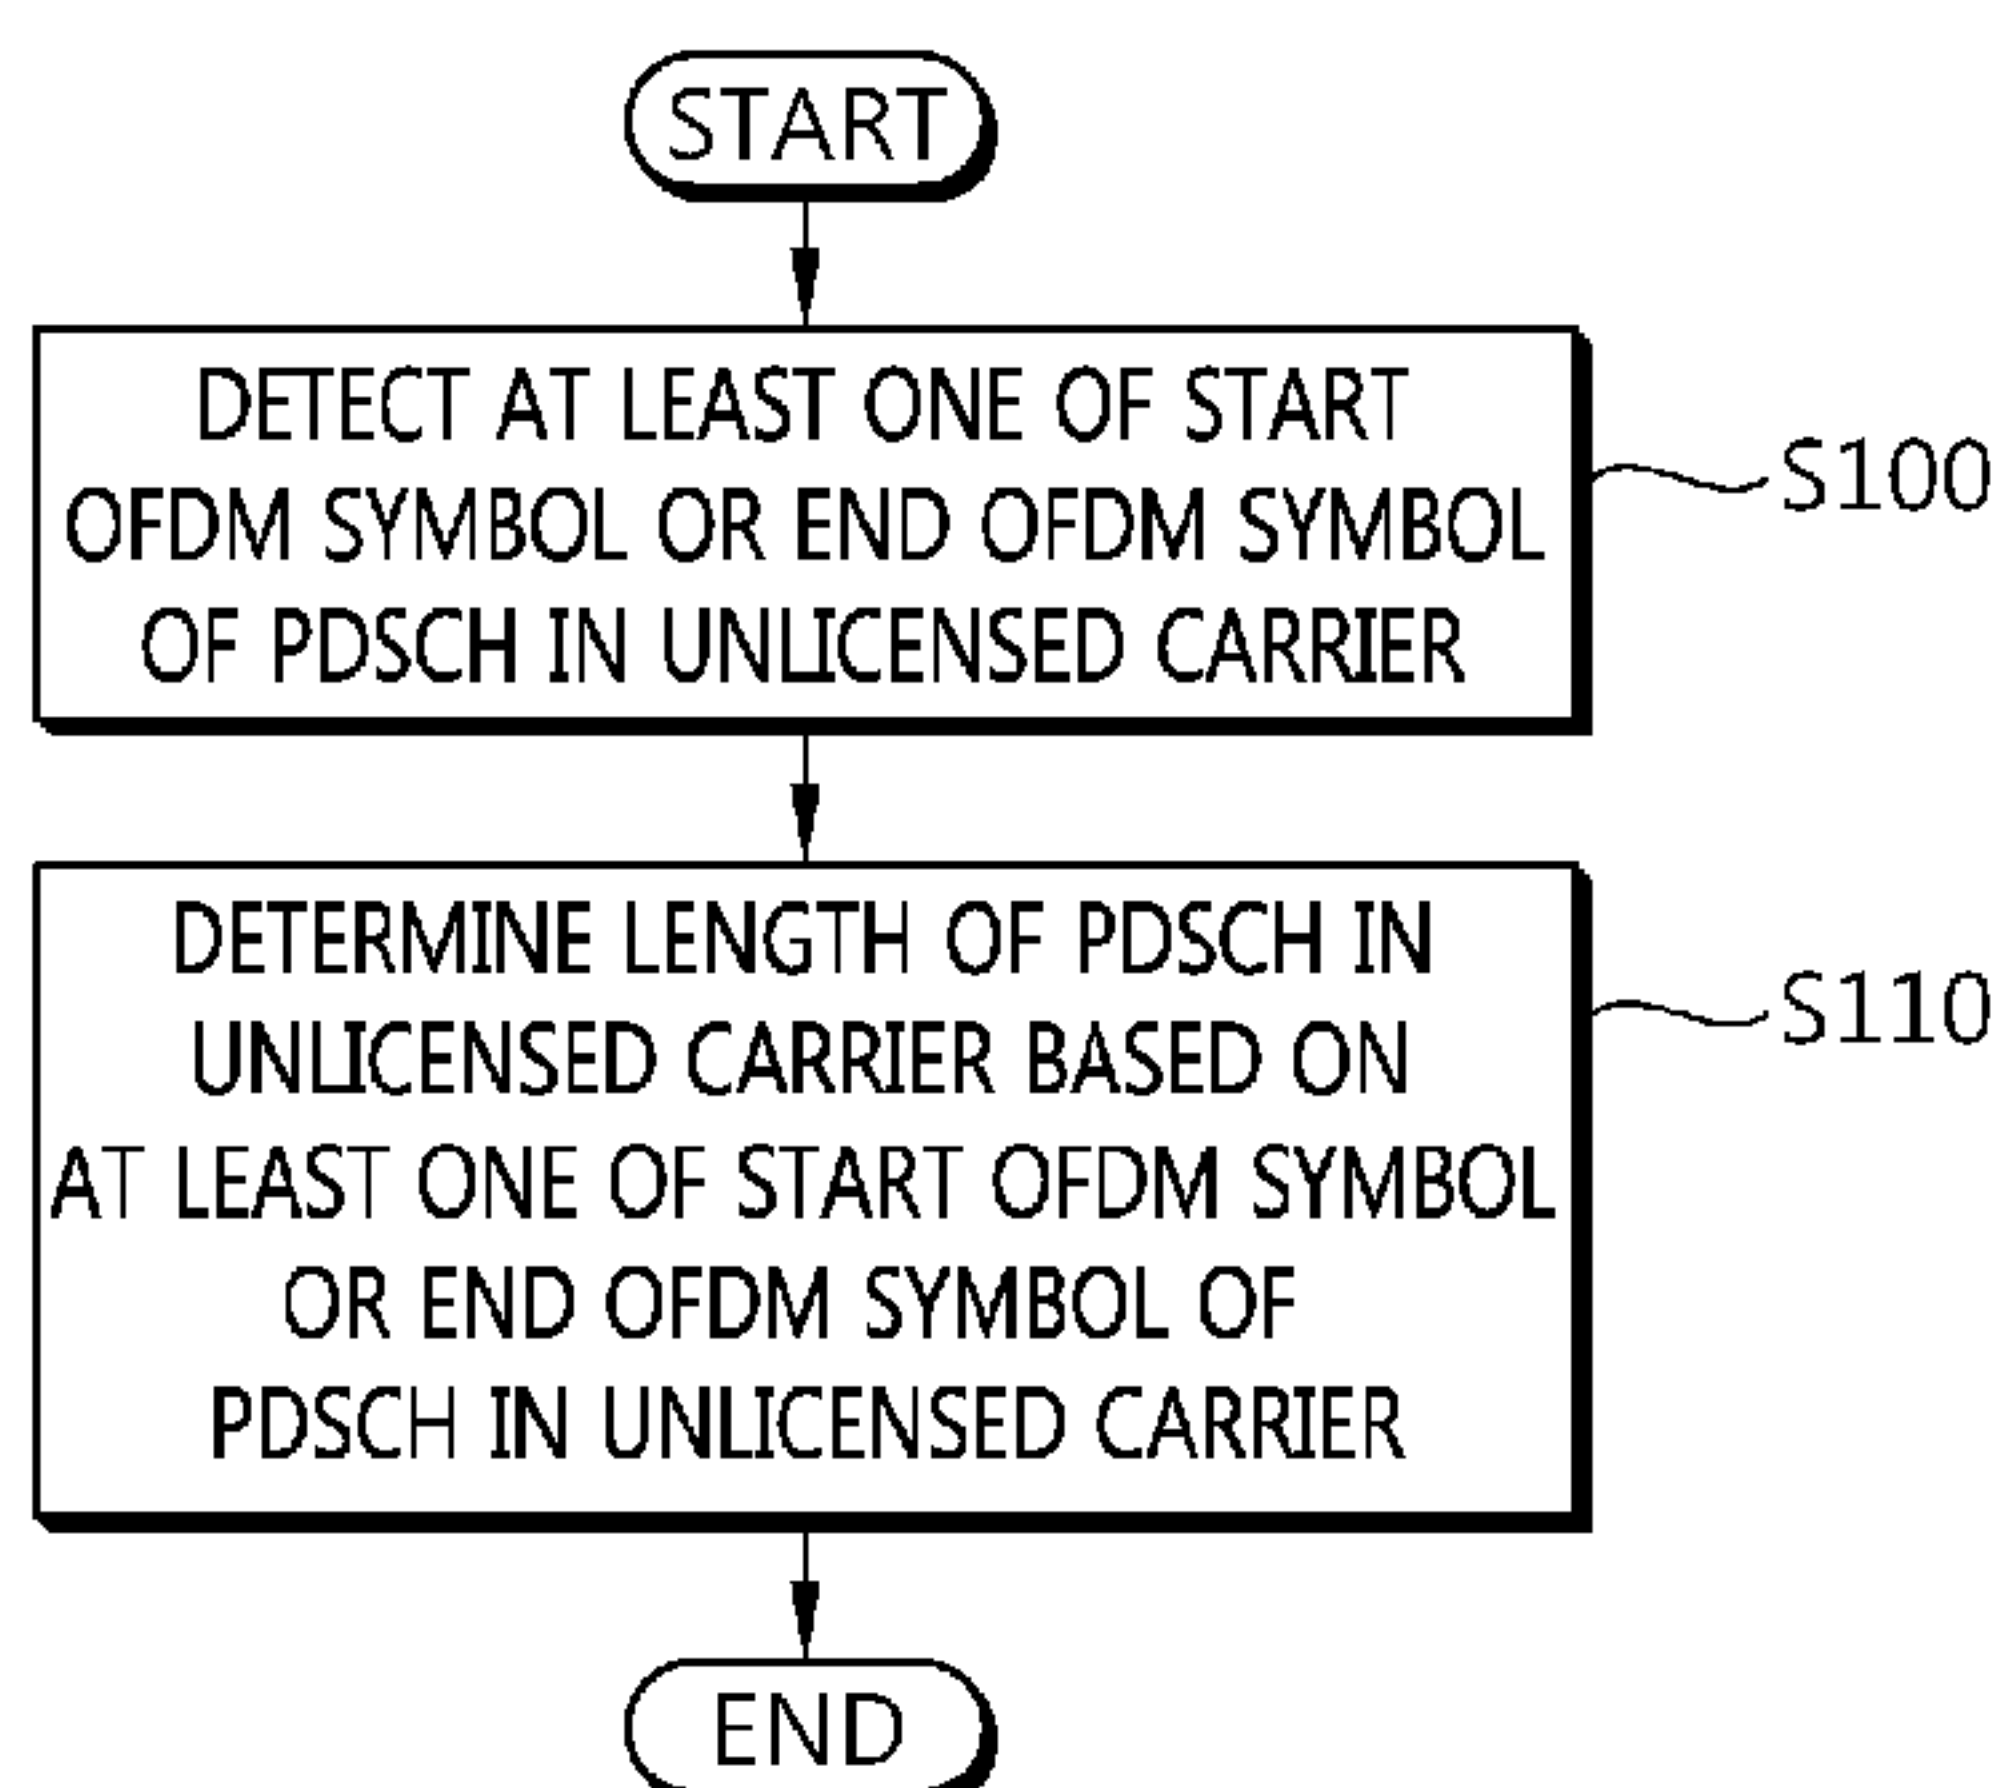 START
DETECT AT LEAST ONE OF START
OFDM SYMBOL OR END OFDM SYMBOL
OF PDSCH IN UNLICENSED CARRIER
S100
DETERMINE LENGTH OF PDSCH IN
UNLICENSED CARRIER BASED ON
AT LEAST ONE OF START OFDM SYMBOL
OR END OFDM SYMBOL OF
PDSCH IN UNLICENSED CARRIER
S110
END